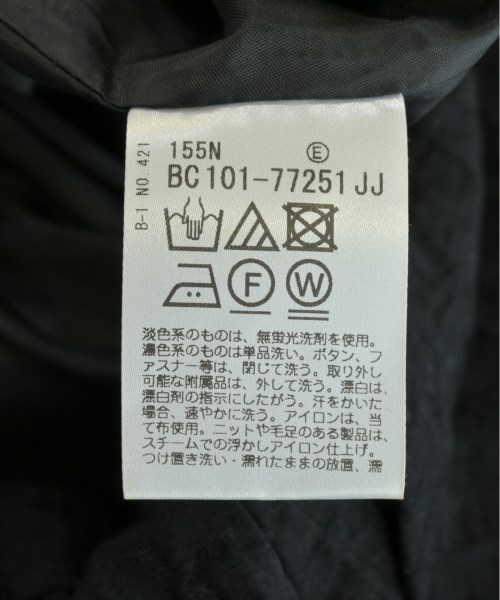 155N Ⓔ
BC101-77251JJ
B-1 NO.421
F W
淡色系のものは、無蛍光洗剤を使用。
濃色系のものは単品洗い。ボタン、フ
ァスナー等は、閉じて洗う。取り外し
可能な附属品は、外して洗う。漂白は、
漂白剤の指示にしたがう。汗をかいた
場合、速やかに洗う。アイロンは、当
て布使用。ニットや毛足のある製品は、
スチームでの浮かしアイロン仕上げ。
つけ置き洗い・濡れたままの放置、濡